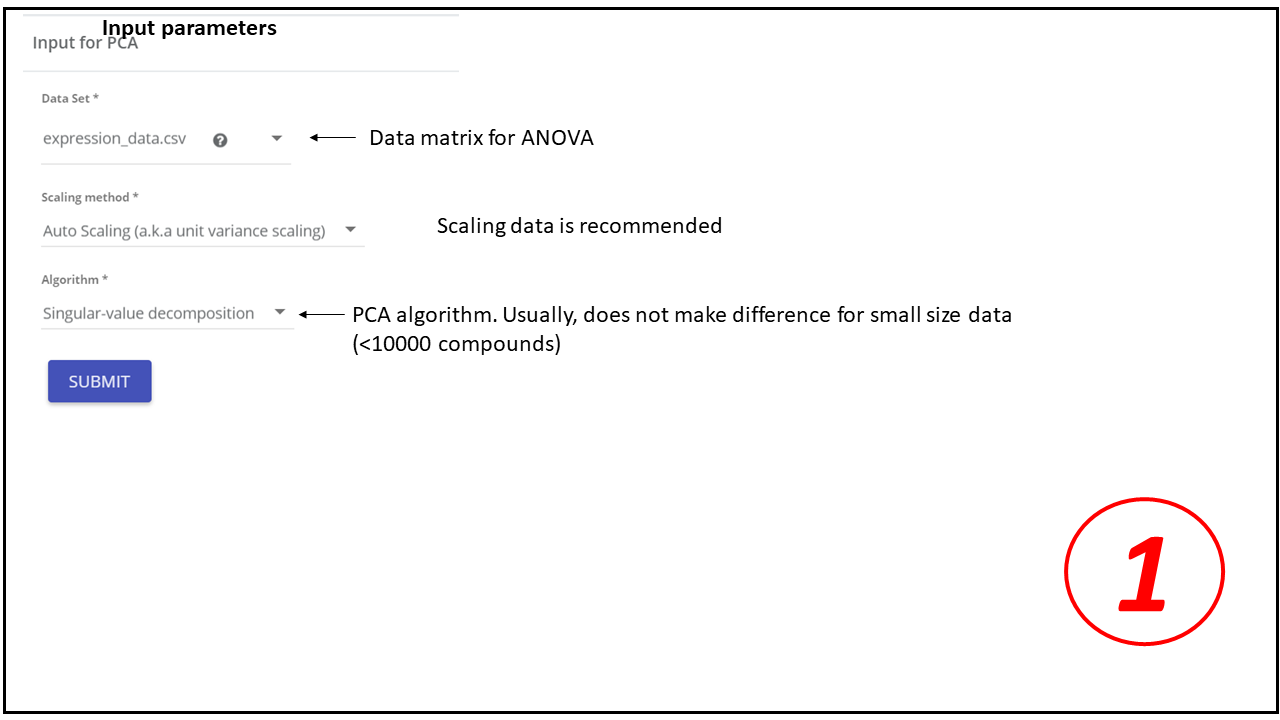 Input parameters
Input for PCA
Data Set *
expression_data.csv
Data matrix for ANOVA
Scaling method *
Auto Scaling (a.k.a unit variance scaling)
Scaling data is recommended
Algorithm *
Singular-value decomposition
PCA algorithm. Usually, does not make difference for small size data
(<10000 compounds)
SUBMIT
1